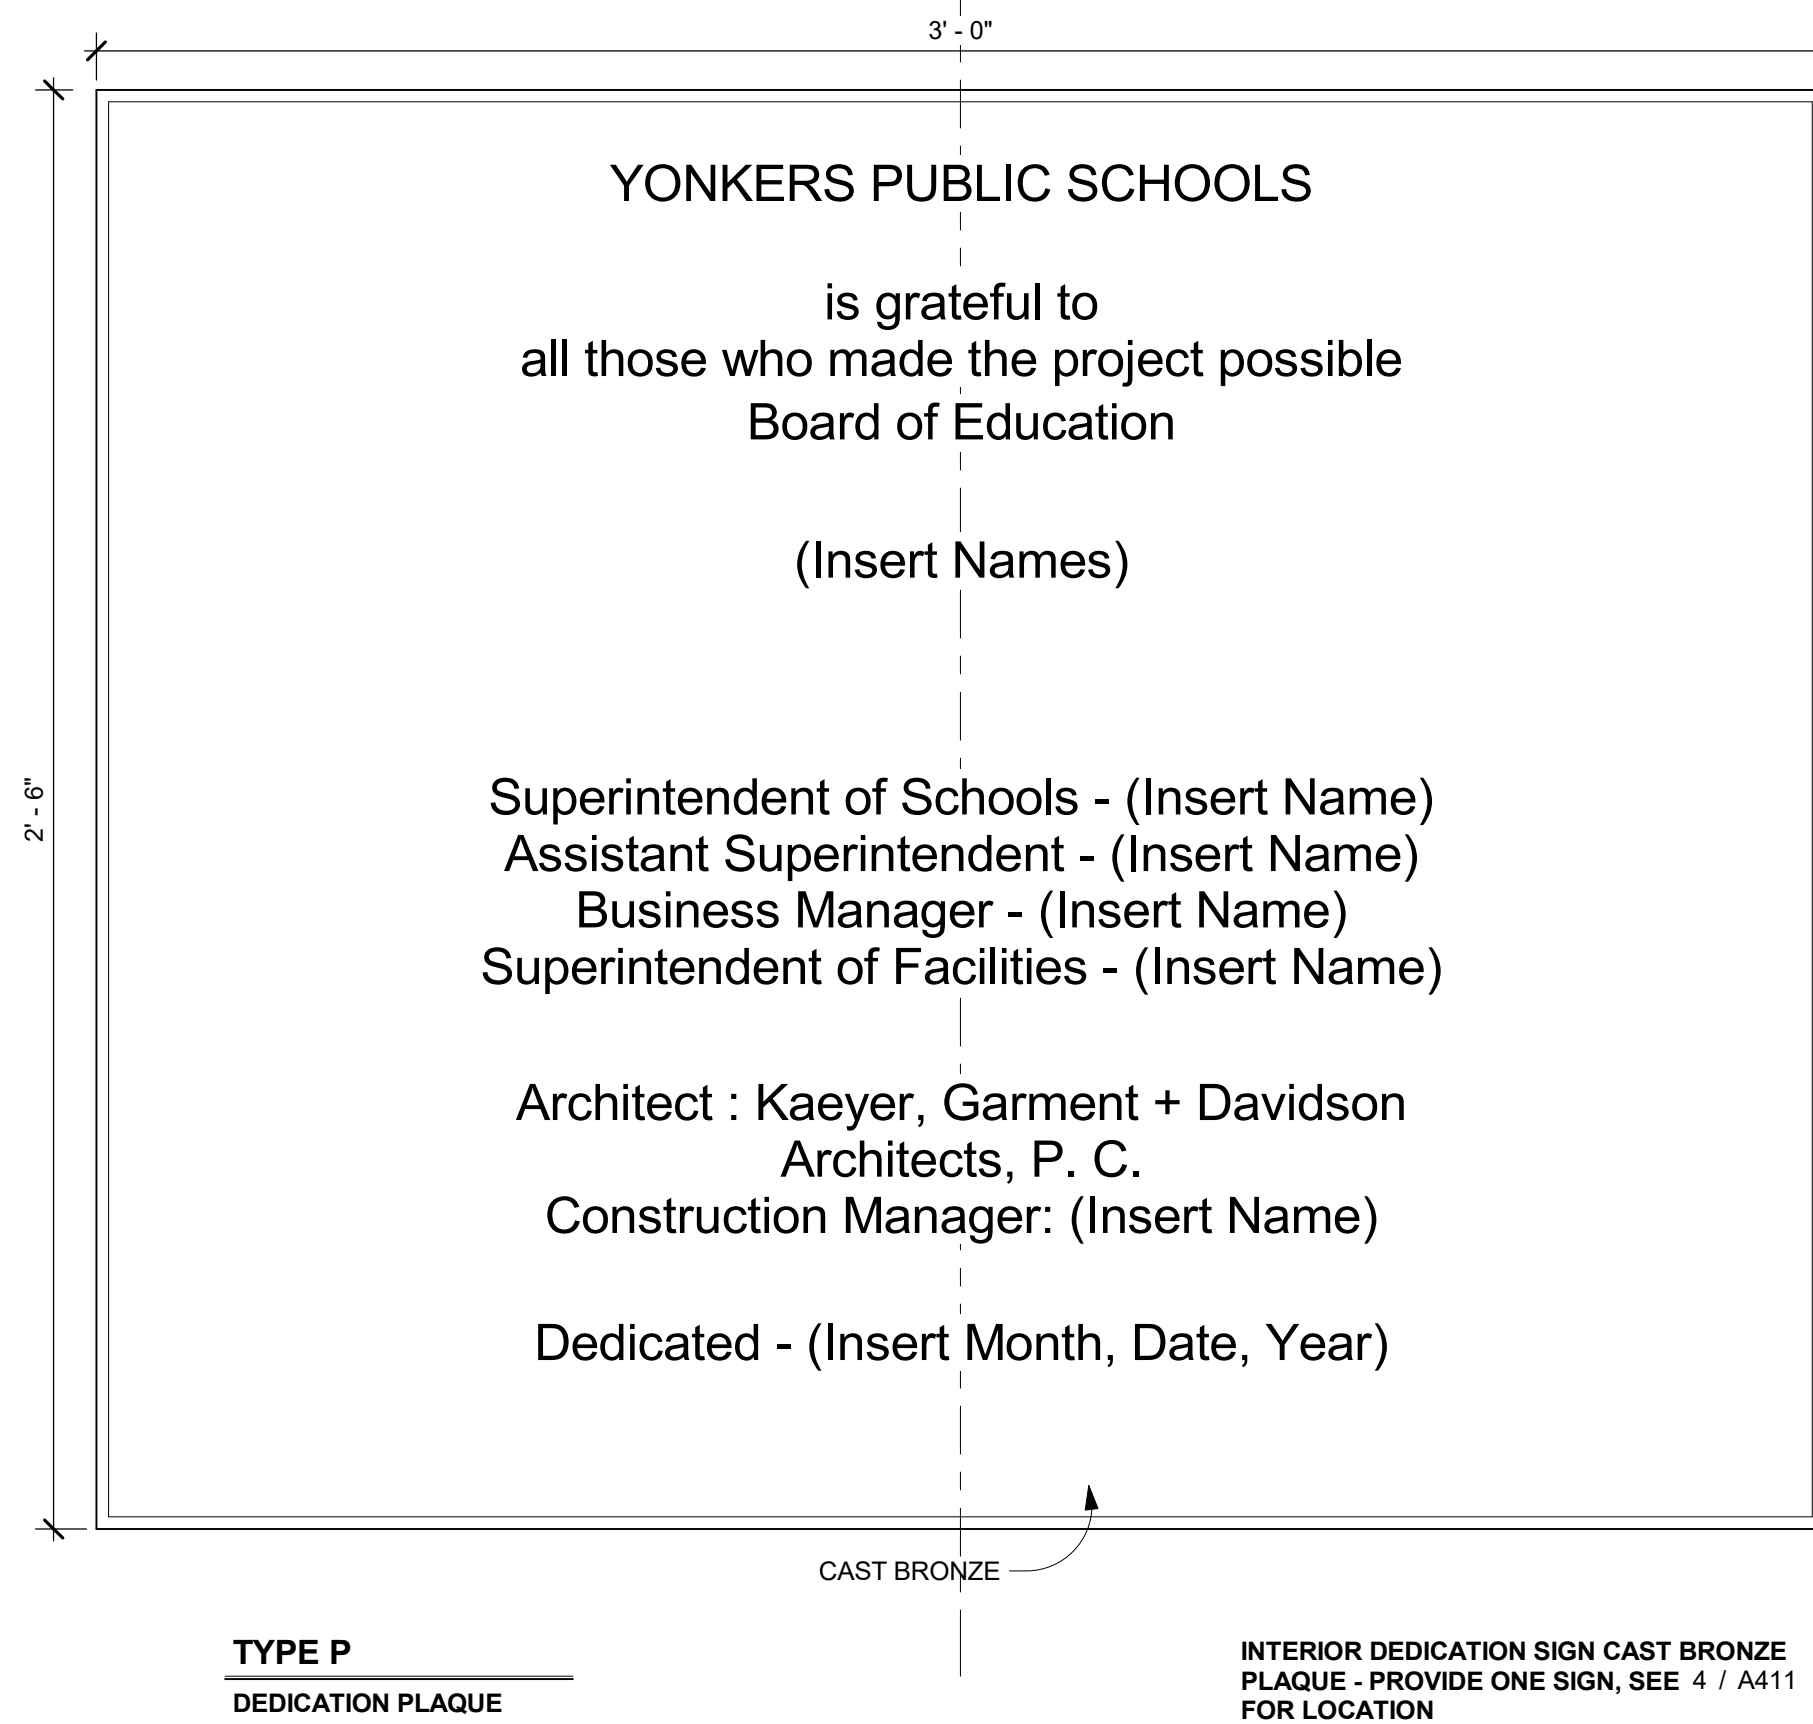 3' - 0"
YONKERS PUBLIC SCHOOLS
is grateful to
all those who made the project possible
Board of Education
(Insert Names)
2' - 6"
Superintendent of Schools - (Insert Name)
Assistant Superintendent - (Insert Name)
Business Manager - (Insert Name)
Superintendent of Facilities - (Insert Name)
Architect : Kaeyer, Garment + Davidson
Architects, P. C.
Construction Manager: (Insert Name)
Dedicated - (Insert Month, Date, Year)
CAST BRONZE
TYPE P
DEDICATION PLAQUE
INTERIOR DEDICATION SIGN CAST BRONZE
PLAQUE - PROVIDE ONE SIGN, SEE 4 / A411
FOR LOCATION